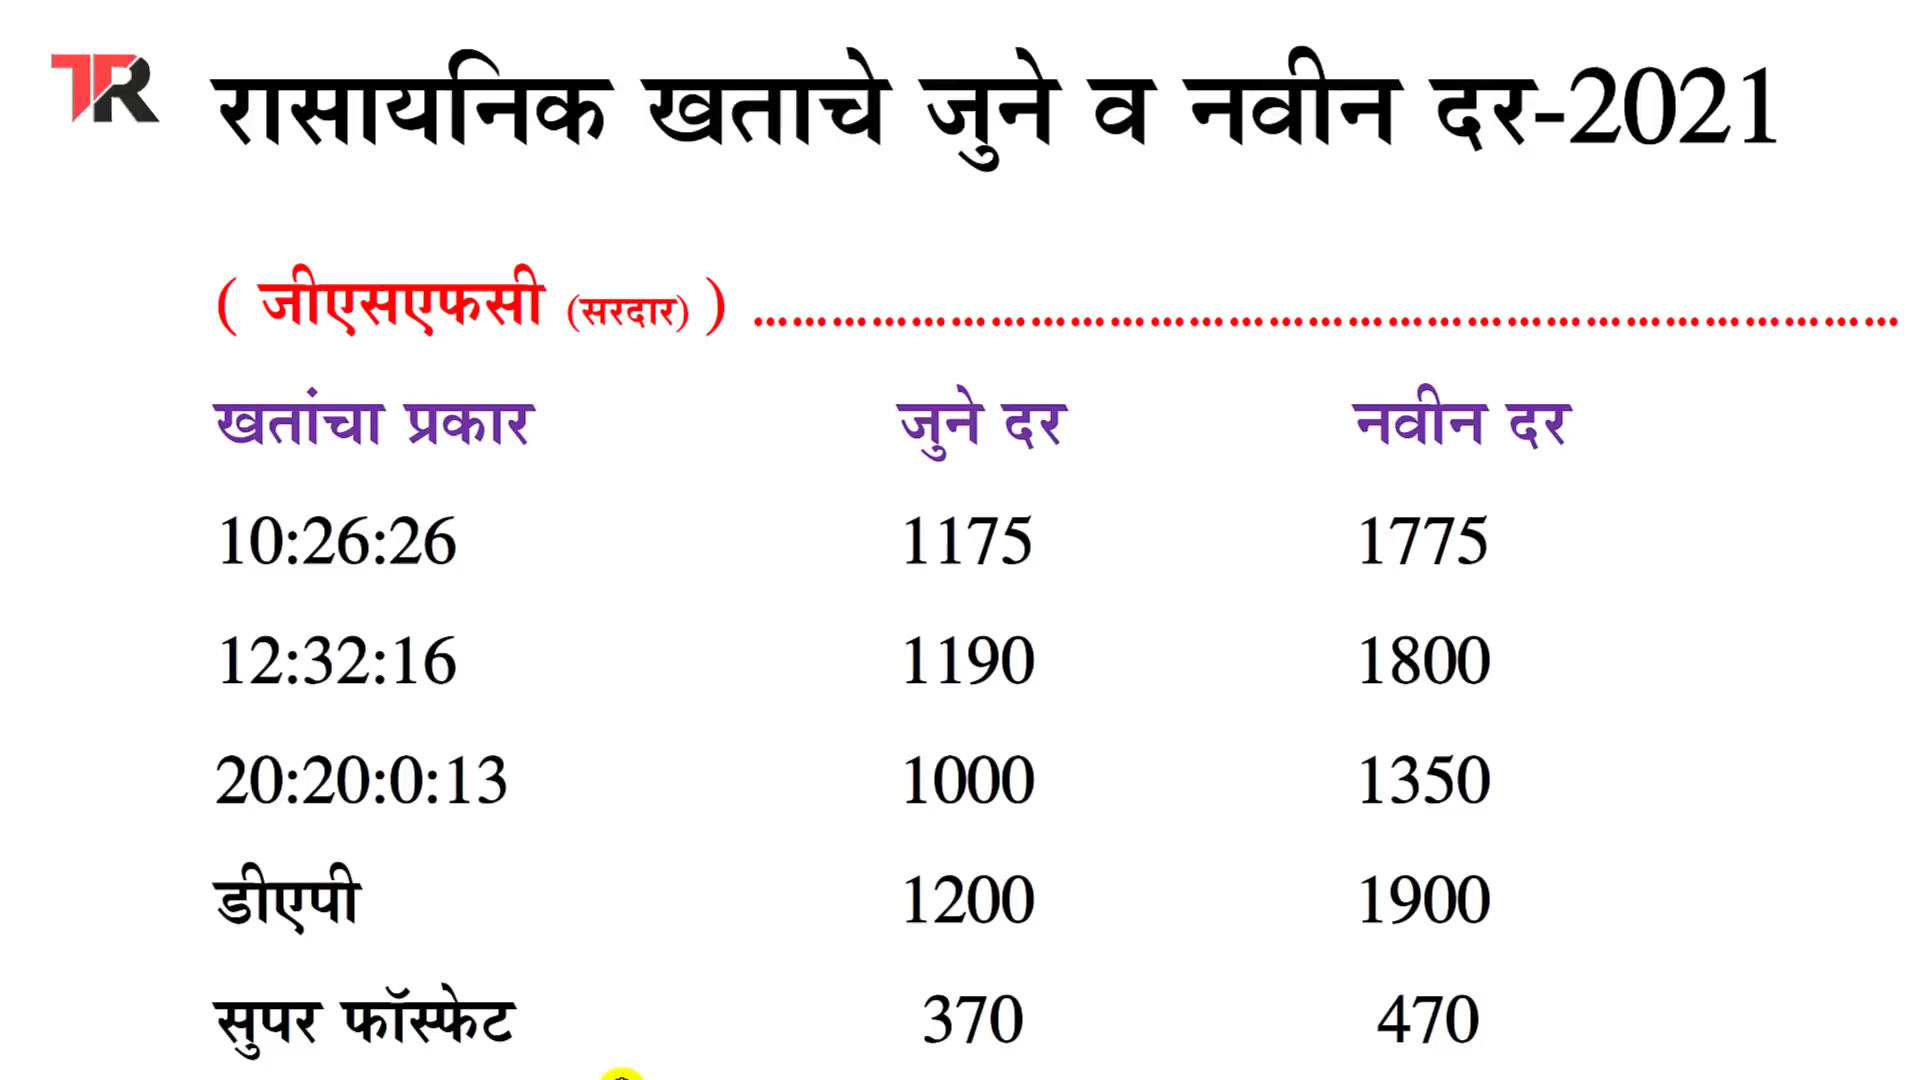 TR रासायनिक खताचे जुने व नवीन दर-2021
( जीएसएफसी (सरदार) ) ........................................................................................
खतांचा प्रकार जुने दर नवीन दर
10:26:26 1175 1775
12:32:16 1190 1800
20:20:0:13 1000 1350
डीएपी 1200 1900
सुपर फॉस्फेट 370 470